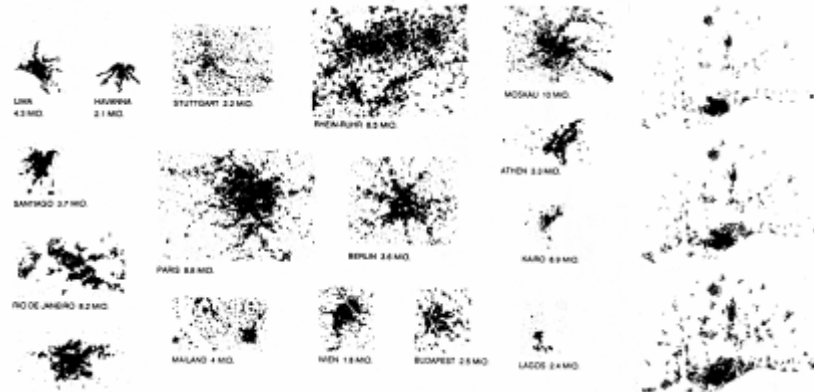 LIMA
4.3 MIO.
HAVANNA
2.1 MIO.
STUTTGART 2.2 MIO.
RHEIN-RUHR 8.3 MIO.
MOSKAU 10 MIO.
SANTIAGO 3.7 MIO.
PARIS 8.8 MIO.
BERLIN 3.6 MIO.
ATHEN 3.3 MIO.
KAIRO 6.9 MIO.
RIO DE JANEIRO 8.2 MIO.
MAILAND 4 MIO.
WIEN 1.8 MIO.
BUDAPEST 2.5 MIO.
LAGOS 2.4 MIO.